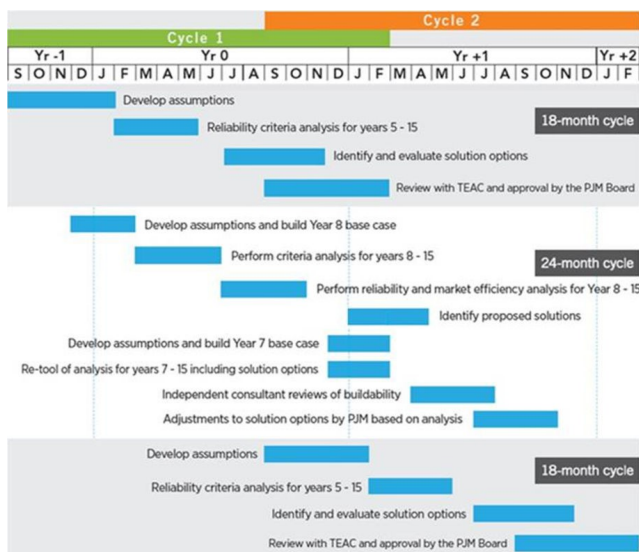 Cycle 2
Cycle 1
Yr -1 Yr 0 Yr +1 Yr +2
S O N D J F M A M J J A S O N D J F M A M J J A S O N D J F
Develop assumptions
Reliability criteria analysis for years 5 - 15
18-month cycle
Identify and evaluate solution options
Review with TEAC and approval by the PJM Board
Develop assumptions and build Year 8 base case
Perform criteria analysis for years 8 - 15
24-month cycle
Perform reliability and market efficiency analysis for Year 8 - 15
Identify proposed solutions
Develop assumptions and build Year 7 base case
Re-tool of analysis for years 7 - 15 including solution options
Independent consultant reviews of buildability
Adjustments to solution options by PJM based on analysis
Develop assumptions
18-month cycle
Reliability criteria analysis for years 5 - 15
Identify and evaluate solution options
Review with TEAC and approval by the PJM Board